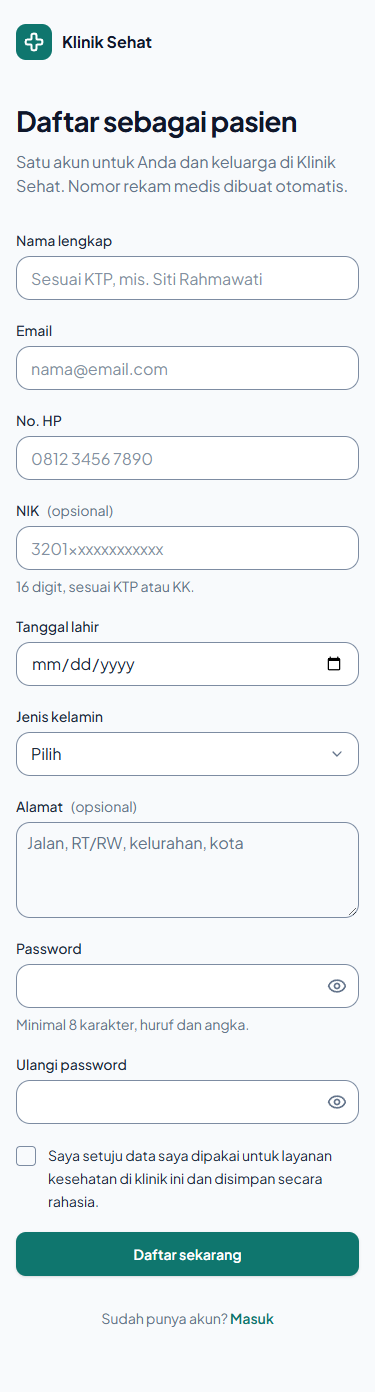 Klinik Sehat
Daftar sebagai pasien
Satu akun untuk Anda dan keluarga di Klinik
Sehat. Nomor rekam medis dibuat otomatis.
Nama lengkap
Sesuai KTP, mis. Siti Rahmawati
Email
nama@email.com
No. HP
0812 3456 7890
NIK (opsional)
3201xxxxxxxxxxxx
16 digit, sesuai KTP atau KK.
Tanggal lahir
mm/dd/yyyy
Jenis kelamin
Pilih
Alamat (opsional)
Jalan, RT/RW, kelurahan, kota
Password
Minimal 8 karakter, huruf dan angka.
Ulangi password
Saya setuju data saya dipakai untuk layanan
kesehatan di klinik ini dan disimpan secara
rahasia.
Daftar sekarang
Sudah punya akun? Masuk